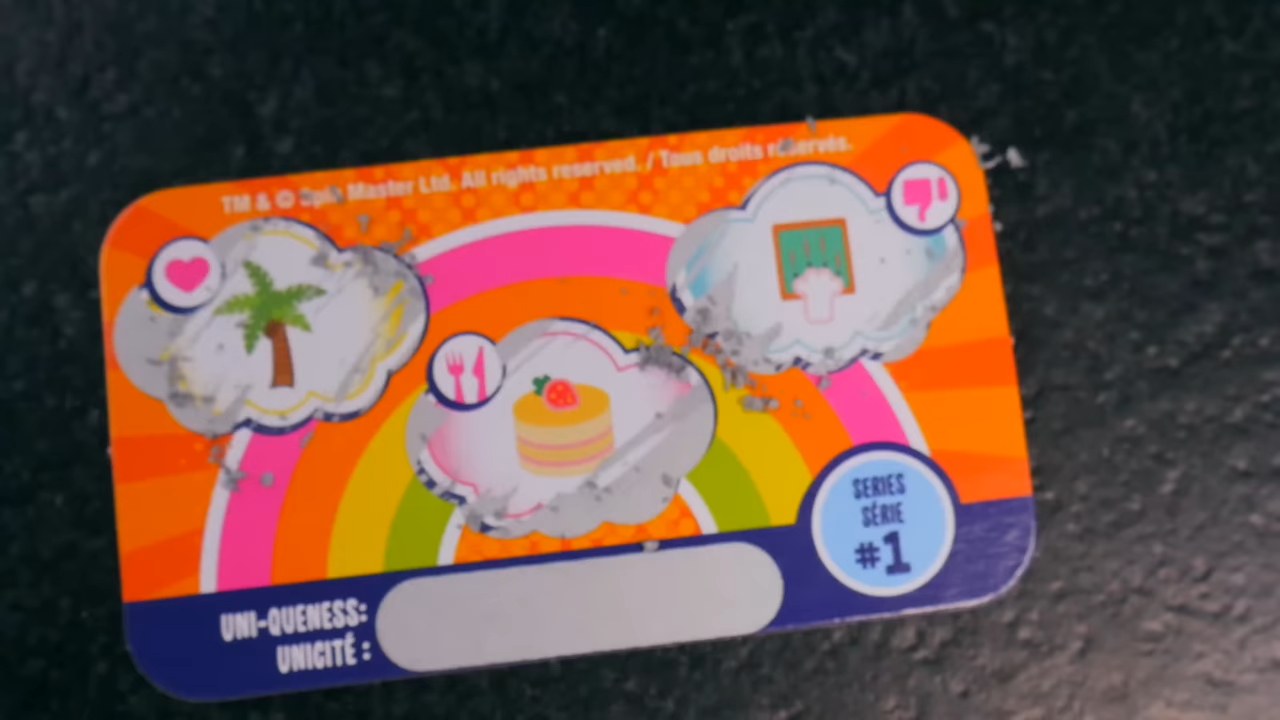 TM & © Spin Master Ltd. All rights reserved. / Tous droits réservés.
SERIES
SÉRIE
#1
UNI-QUENESS:
UNICITÉ :